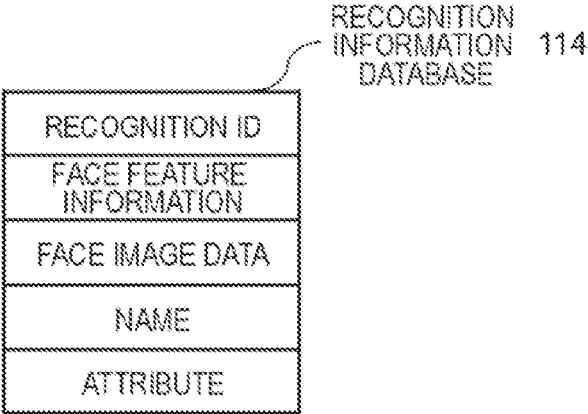 RECOGNITION
INFORMATION 114
DATABASE
RECOGNITION ID
FACE FEATURE
INFORMATION
FACE IMAGE DATA
NAME
ATTRIBUTE